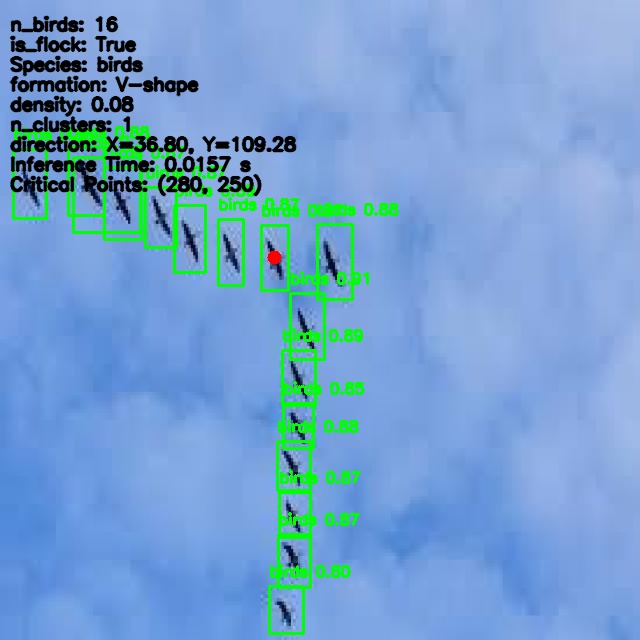 n_birds: 16
is_flock: True
Species: birds
formation: V-shape
density: 0.08
n_clusters: 1
direction: X=36.80, Y=109.28
Inference Time: 0.0157 s
Critical Points: (280, 250)
birds 0.87
birds 0.88
birds 0.91
birds 0.89
birds 0.85
birds 0.88
birds 0.87
birds 0.87
birds 0.80